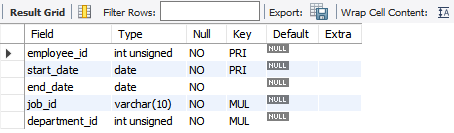 Result Grid Filter Rows: Export: Wrap Cell Content: IA
Field Type Null Key Default Extra
employee_id int unsigned NO PRI NULL
start_date date NO PRI NULL
end_date date NO NULL
job_id varchar(10) NO MUL NULL
department_id int unsigned NO MUL NULL